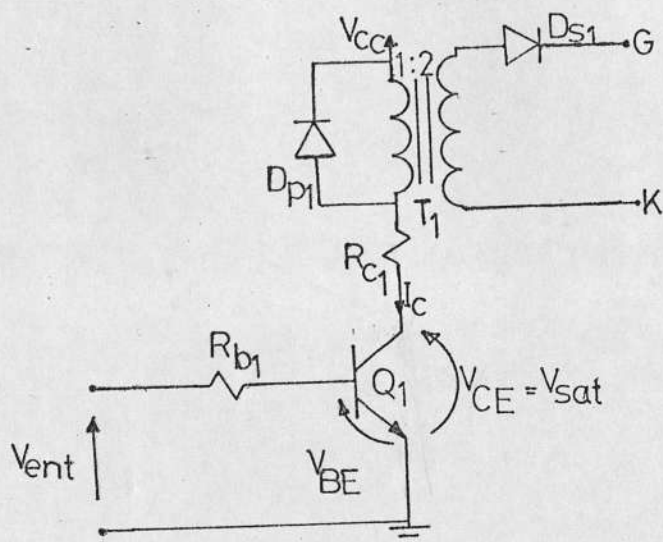 VCC
1:2
DS1
G
DP1
T1
K
RC1
IC
Rb1
Q1
VCE = Vsat
Vent
VBE